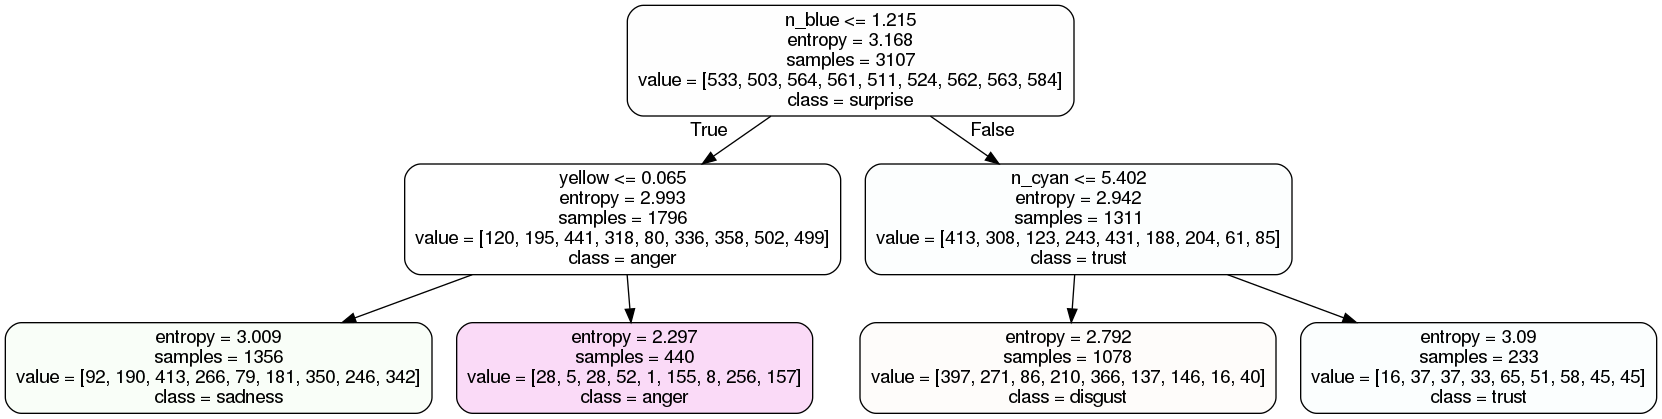 n_blue <= 1.215
entropy = 3.168
samples = 3107
value = [533, 503, 564, 561, 511, 524, 562, 563, 584]
class = surprise
True
False
yellow <= 0.065
entropy = 2.993
samples = 1796
value = [120, 195, 441, 318, 80, 336, 358, 502, 499]
class = anger
n_cyan <= 5.402
entropy = 2.942
samples = 1311
value = [413, 308, 123, 243, 431, 188, 204, 61, 85]
class = trust
entropy = 3.009
samples = 1356
value = [92, 190, 413, 266, 79, 181, 350, 246, 342]
class = sadness
entropy = 2.297
samples = 440
value = [28, 5, 28, 52, 1, 155, 8, 256, 157]
class = anger
entropy = 2.792
samples = 1078
value = [397, 271, 86, 210, 366, 137, 146, 16, 40]
class = disgust
entropy = 3.09
samples = 233
value = [16, 37, 37, 33, 65, 51, 58, 45, 45]
class = trust